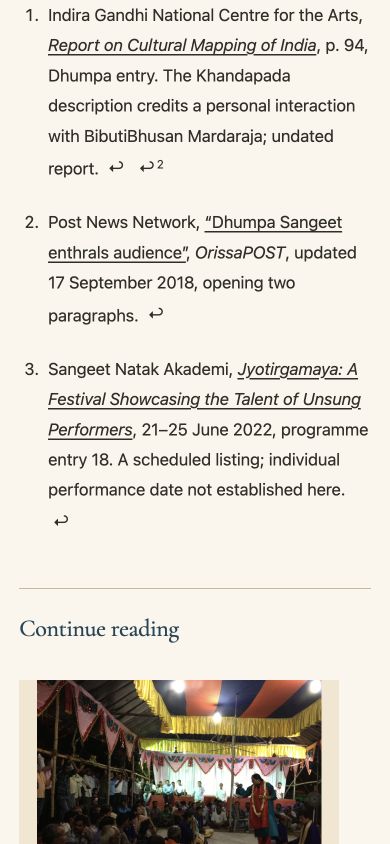 1. Indira Gandhi National Centre for the Arts,
Report on Cultural Mapping of India, p. 94,
Dhumpa entry. The Khandapada
description credits a personal interaction
with BibutiBhusan Mardaraja; undated
report. ↩ ↩2
2. Post News Network, “Dhumpa Sangeet
enthrals audience”, OrissaPOST, updated
17 September 2018, opening two
paragraphs. ↩
3. Sangeet Natak Akademi, Jyotirgamaya: A
Festival Showcasing the Talent of Unsung
Performers, 21–25 June 2022, programme
entry 18. A scheduled listing; individual
performance date not established here.
↩
Continue reading